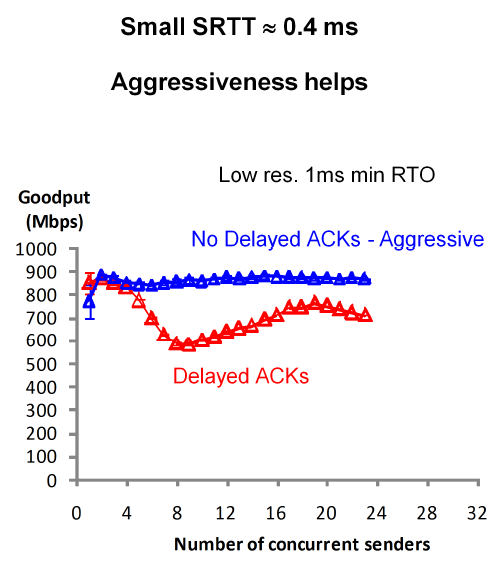 Small SRTT ≈ 0.4 ms
Aggressiveness helps
Low res. 1ms min RTO
Goodput
(Mbps)
No Delayed ACKs - Aggressive
1000
900
800
700
600
500
400
300
200
100
0
Delayed ACKs
0 4 8 12 16 20 24 28 32
Number of concurrent senders